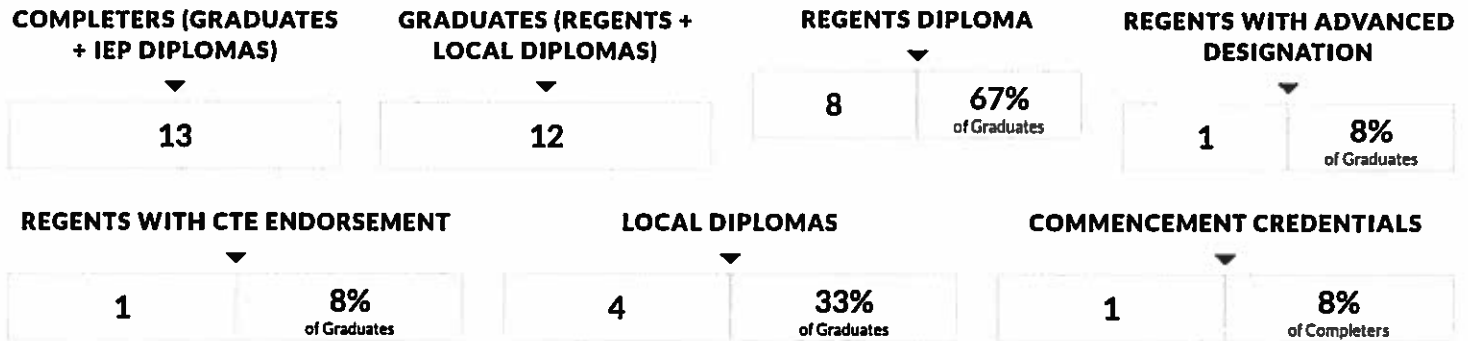 COMPLETERS (GRADUATES
+ IEP DIPLOMAS)
13
GRADUATES (REGENTS +
LOCAL DIPLOMAS)
12
REGENTS DIPLOMA
8
67%
of Graduates
REGENTS WITH ADVANCED
DESIGNATION
1
8%
of Graduates
REGENTS WITH CTE ENDORSEMENT
1
8%
of Graduates
LOCAL DIPLOMAS
4
33%
of Graduates
COMMENCEMENT CREDENTIALS
1
8%
of Completers